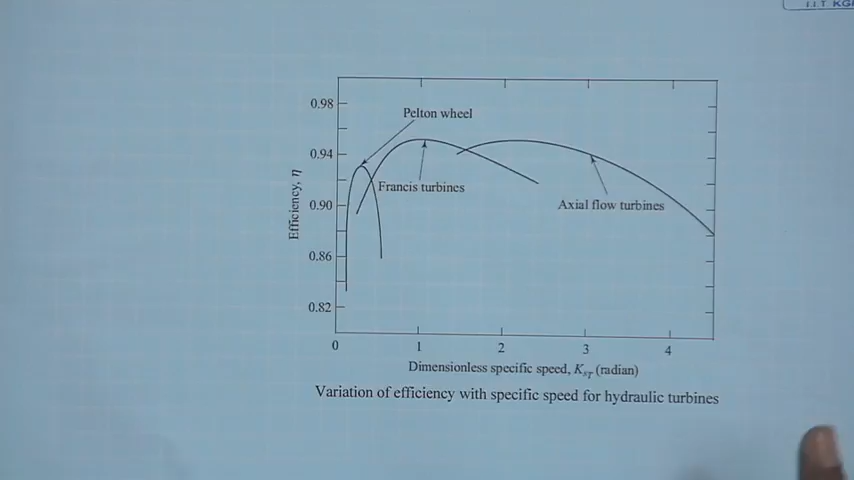 I.I.T KG
0.98
Pelton wheel
0.94
Francis turbines
0.90
Axial flow turbines
Efficiency, η
0.86
0.82
0 1 2 3 4
Dimensionless specific speed, K_sT (radian)
Variation of efficiency with specific speed for hydraulic turbines